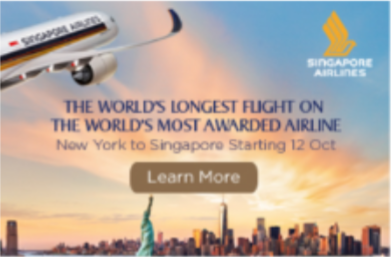 SINGAPORE AIRLINES
SINGAPORE
AIRLINES
THE WORLD'S LONGEST FLIGHT ON
THE WORLD'S MOST AWARDED AIRLINE
New York to Singapore Starting 12 Oct
Learn More